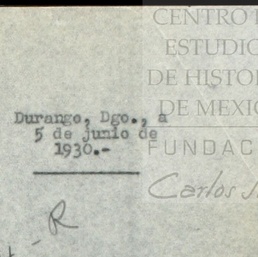 CENTRO
ESTUDIO
DE HISTOR
DE MEXIC
FUNDAC
Carlos
Durango, Dgo., a
5 de junio de
1930.-
R